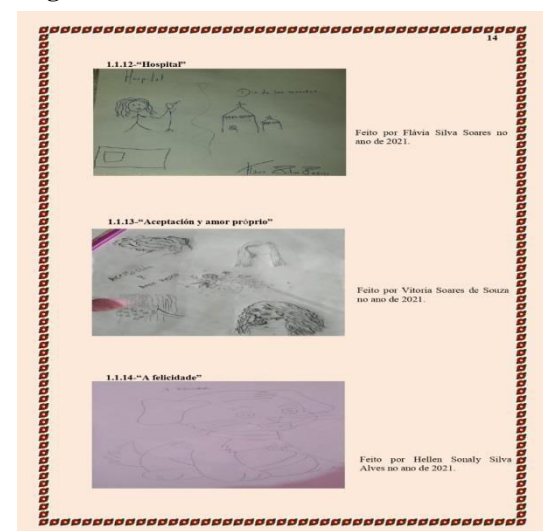 14
1.1.12-“Hospital”
Hospital
Feito por Flávia Silva Soares no
ano de 2021.
1.1.13-“Aceptación y amor próprio”
Feito por Vitoria Soares de Souza
no ano de 2021.
1.1.14-“A felicidade”
Feito por Hellen Sonaly Silva
Alves no ano de 2021.